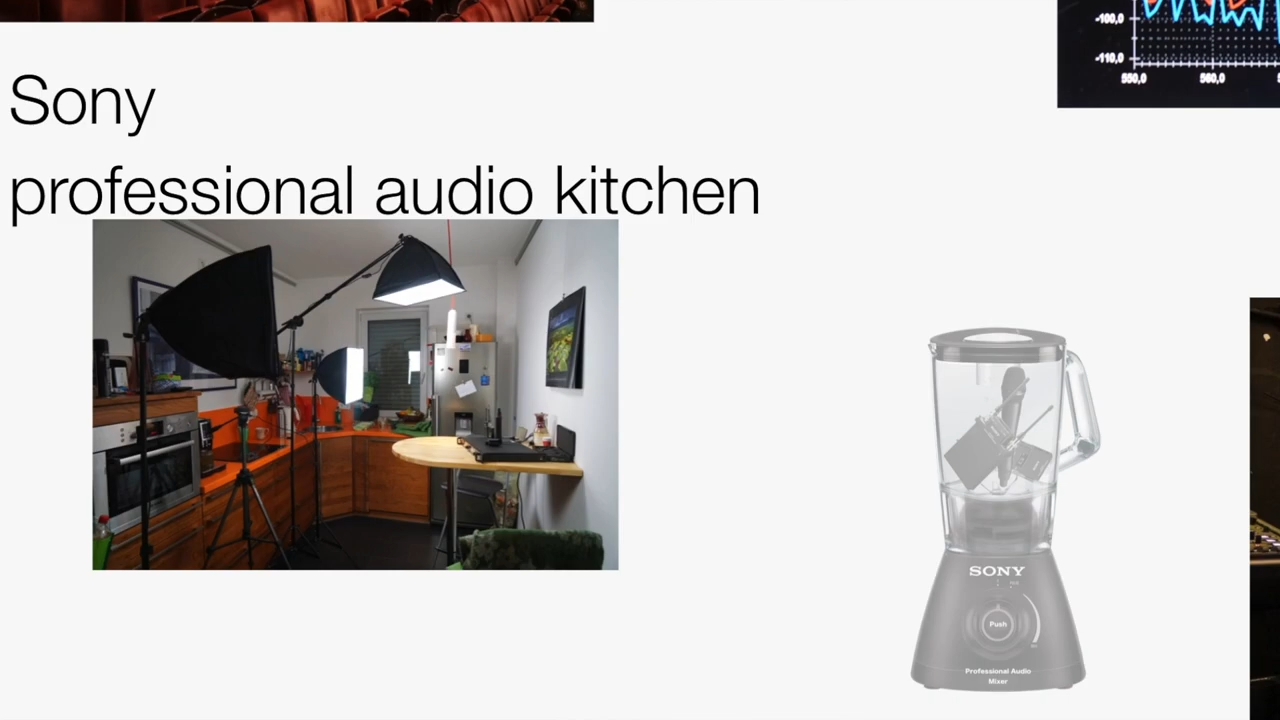 -100,0
-110,0
550,0 560,0
Sony
professional audio kitchen
SONY
Push
Professional Audio
Mixer